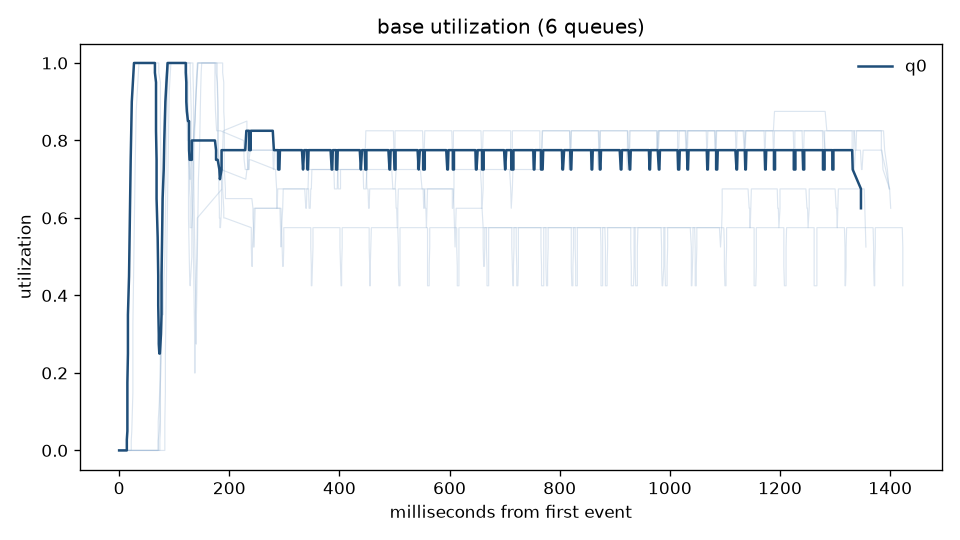 base utilization (6 queues)
q0
utilization
1.0
0.8
0.6
0.4
0.2
0.0
0 200 400 600 800 1000 1200 1400
milliseconds from first event